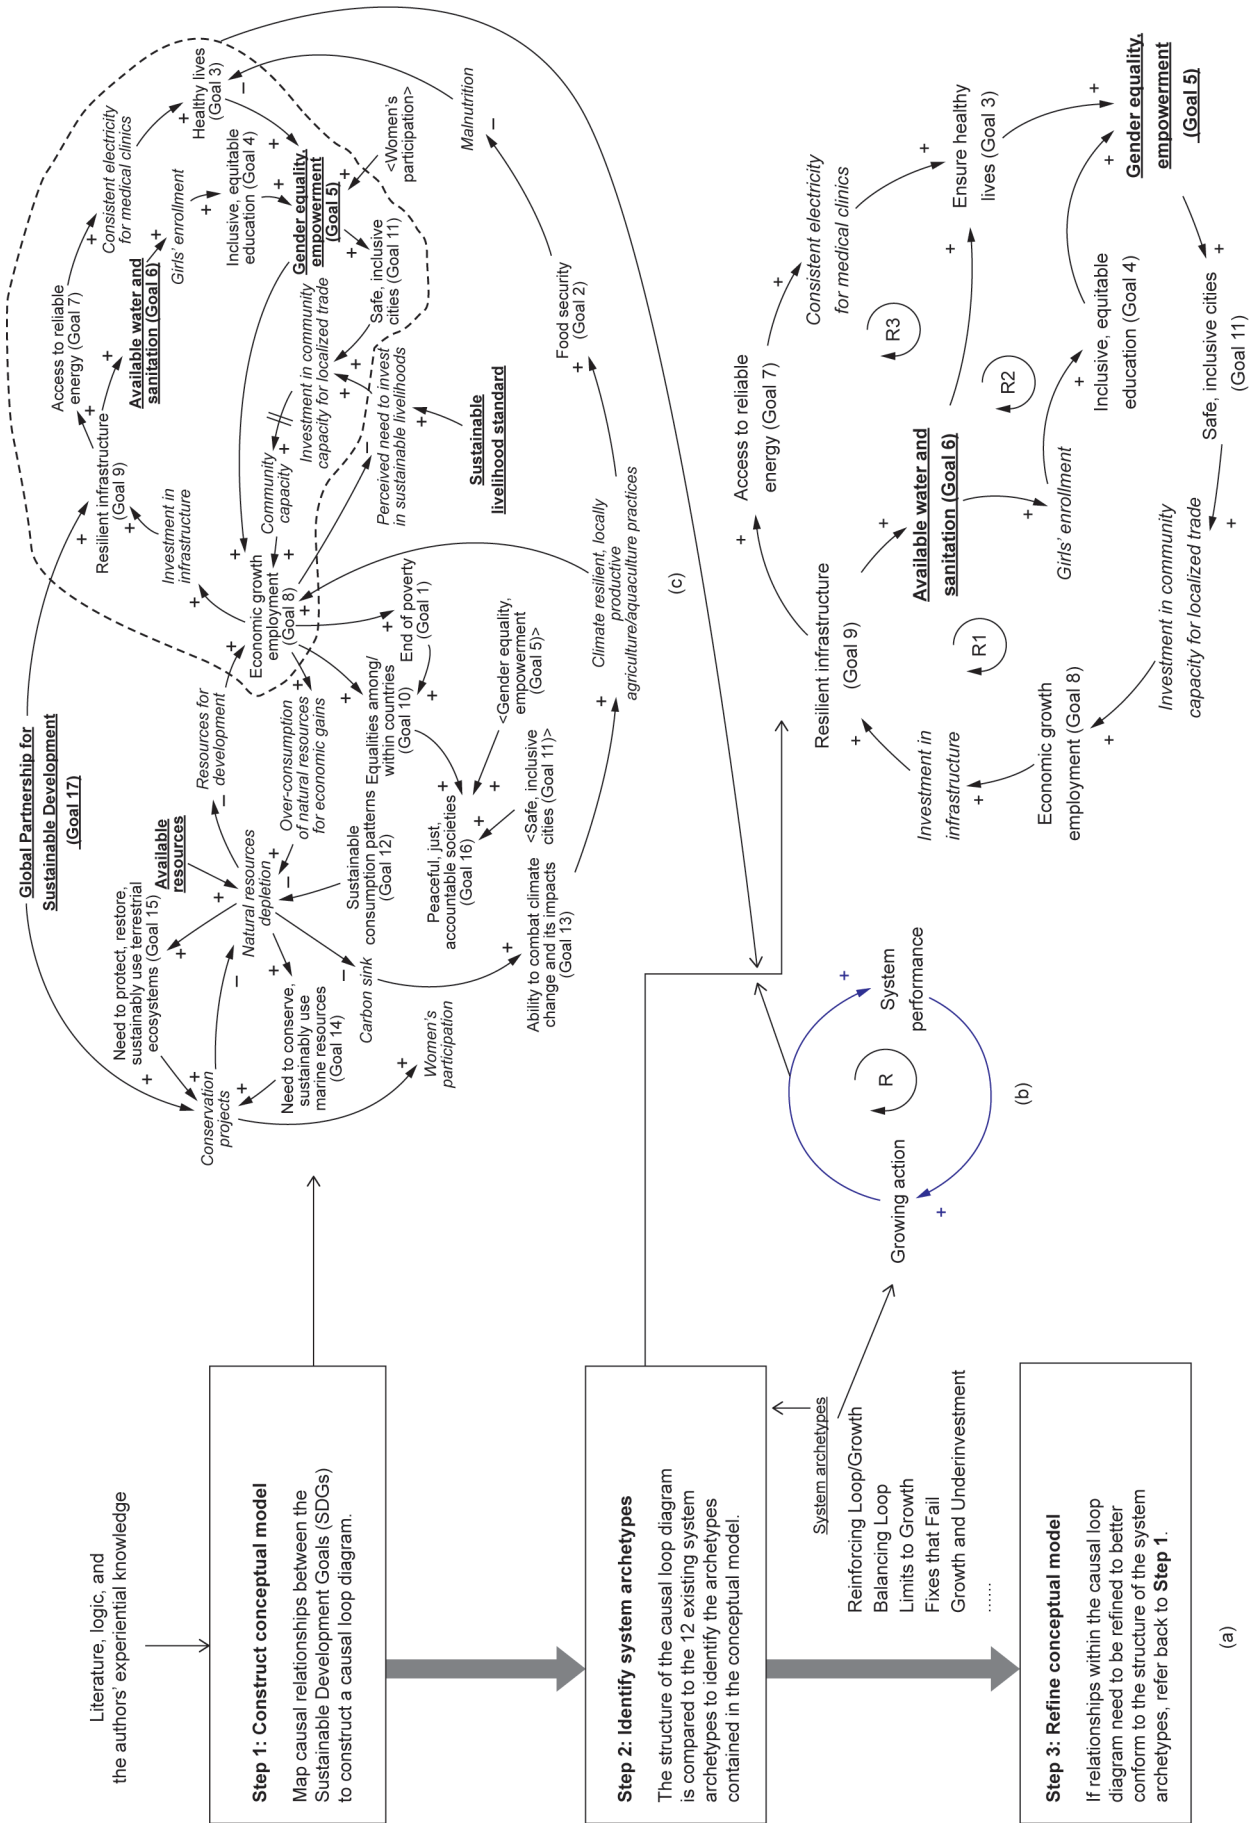 Literature, logic, and
the authors' experiential knowledge
Step 1: Construct conceptual model
Map causal relationships between the
Sustainable Development Goals (SDGs)
to construct a causal loop diagram.
Step 2: Identify system archetypes
The structure of the causal loop diagram
is compared to the 12 existing system
archetypes to identify the archetypes
contained in the conceptual model.
System archetypes
Reinforcing Loop/Growth
Balancing Loop
Limits to Growth
Fixes that Fail
Growth and Underinvestment
......
Step 3: Refine conceptual model
If relationships within the causal loop
diagram need to be refined to better
conform to the structure of the system
archetypes, refer back to Step 1.
(a)
Growing action
+
R
+
System
performance
(b)
Global Partnership for
Sustainable Development
(Goal 17)
Need to protect, restore,
sustainably use terrestrial
ecosystems (Goal 15)
+
+
Conservation
projects
+
+
–
Need to conserve,
sustainably use
marine resources
(Goal 14)
+
Available
resources
+
Natural resources
depletion
–
Resources for
development
+
+
–
Over-consumption
of natural resources
for economic gains
+
Sustainable
consumption patterns
(Goal 12)
–
Carbon sink
+
Women's
participation
+
Ability to combat climate
change and its impacts
(Goal 13)
Peaceful, just,
accountable societies
(Goal 16)
+
+
+
<Safe, inclusive
cities (Goal 11)>
<Gender equality,
empowerment
(Goal 5)>
Equalities among/
within countries
(Goal 10)
+
+
End of poverty
(Goal 1)
+
Economic growth
employment
(Goal 8)
+
+
+
Climate resilient, locally
productive
agriculture/aquaculture practices
+
Food security
(Goal 2)
+
Malnutrition
–
Investment in
infrastructure
+
Resilient infrastructure
(Goal 9)
+
+
Access to reliable
energy (Goal 7)
+
Available water and
sanitation (Goal 6)
+
Consistent electricity
for medical clinics
+
Girls' enrollment
+
Healthy lives
(Goal 3)
+
–
Inclusive, equitable
education (Goal 4)
+
Gender equality,
empowerment
(Goal 5)
+
+
+
<Women's
participation>
Safe, inclusive
cities (Goal 11)
+
Investment in community
capacity for localized trade
+
+
Community
capacity
+
Perceived need to invest
in sustainable livelihoods
–
+
Sustainable
livelihood standard
(c)
Resilient infrastructure
(Goal 9)
+
Access to reliable
energy (Goal 7)
+
Consistent electricity
for medical clinics
+
Ensure healthy
lives (Goal 3)
+
+
Available water and
sanitation (Goal 6)
+
Girls' enrollment
+
Inclusive, equitable
education (Goal 4)
+
Gender equality,
empowerment
(Goal 5)
+
+
Safe, inclusive cities
(Goal 11)
+
Investment in community
capacity for localized trade
+
Economic growth
employment (Goal 8)
+
Investment in
infrastructure
+
R1
R2
R3